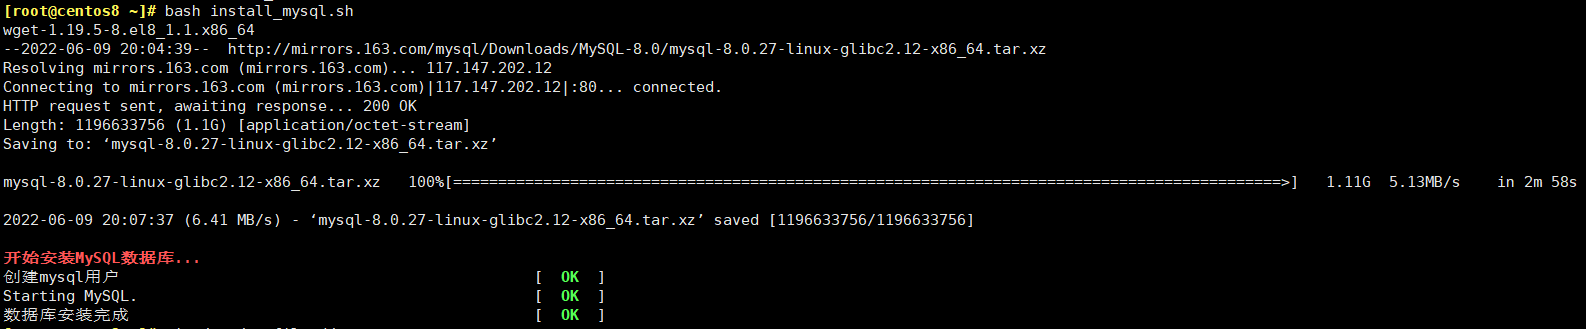 [root@centos8 ~]# bash install_mysql.sh
wget-1.19.5-8.el8_1.1.x86_64
--2022-06-09 20:04:39--  http://mirrors.163.com/mysql/Downloads/MySQL-8.0/mysql-8.0.27-linux-glibc2.12-x86_64.tar.xz
Resolving mirrors.163.com (mirrors.163.com)... 117.147.202.12
Connecting to mirrors.163.com (mirrors.163.com)|117.147.202.12|:80... connected.
HTTP request sent, awaiting response... 200 OK
Length: 1196633756 (1.1G) [application/octet-stream]
Saving to: ‘mysql-8.0.27-linux-glibc2.12-x86_64.tar.xz’
mysql-8.0.27-linux-glibc2.12-x86_64.tar.xz   100%[============================================================================================>]   1.11G  5.13MB/s    in 2m 58s
2022-06-09 20:07:37 (6.41 MB/s) - ‘mysql-8.0.27-linux-glibc2.12-x86_64.tar.xz’ saved [1196633756/1196633756]
开始安装MySQL数据库...
创建mysql用户 [  OK  ]
Starting MySQL. [  OK  ]
数据库安装完成 [  OK  ]